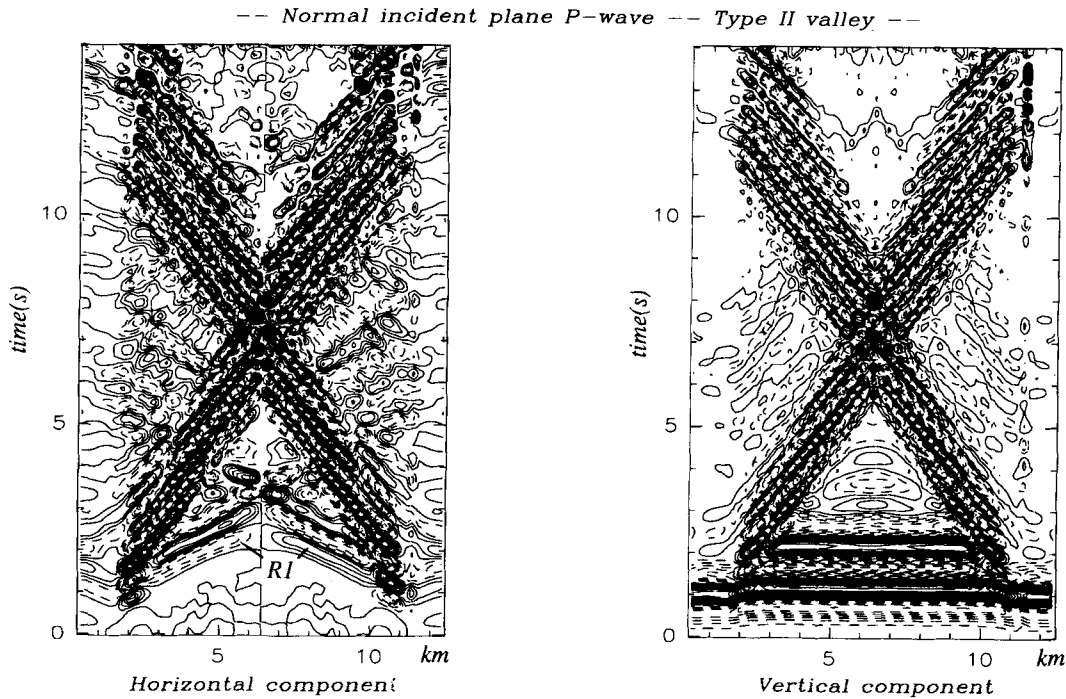 -- Normal incident plane P-wave -- Type II valley --
10
5
0
time(s)
RI
5 10 km
Horizontal component
10
5
0
time(s)
5 10 km
Vertical component